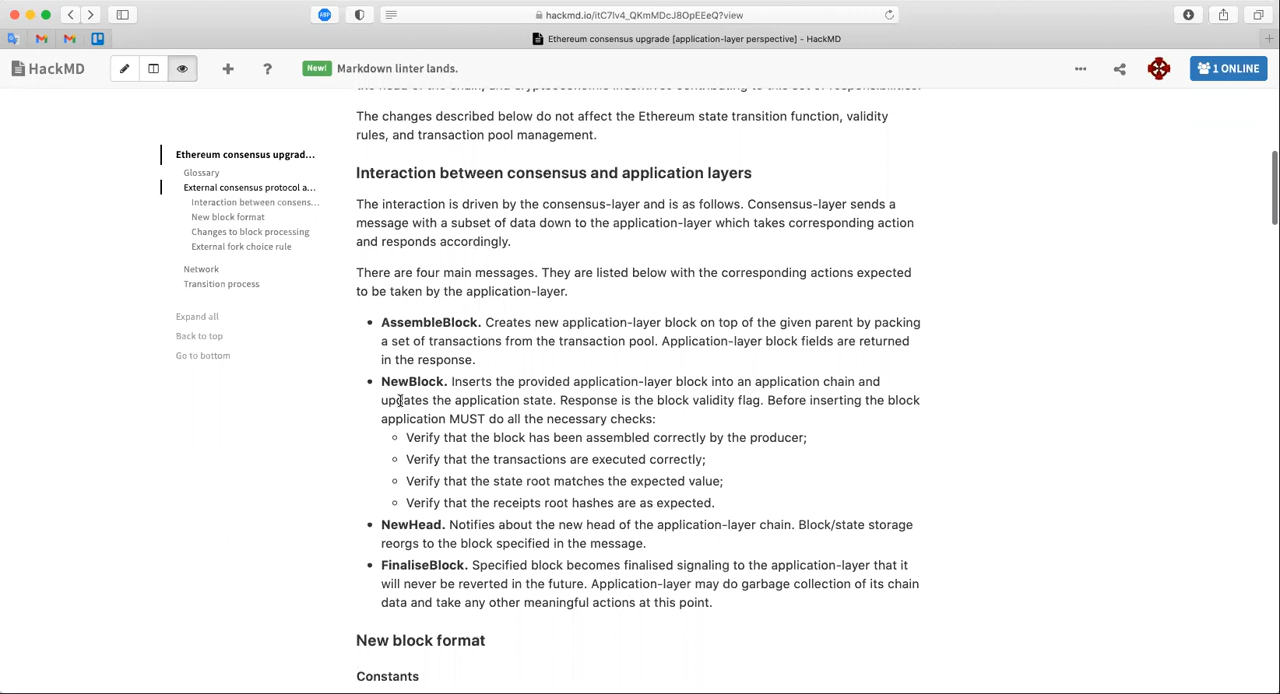 hackmd.io/itC7lv4_QKmMDcJ8OpEEeQ?view
ABP
Ethereum consensus upgrade [application-layer perspective] - HackMD
HackMD
New! Markdown linter lands.
1 ONLINE
The changes described below do not affect the Ethereum state transition function, validity
rules, and transaction pool management.
Ethereum consensus upgrad...
Glossary
External consensus protocol a...
Interaction between consens...
New block format
Changes to block processing
External fork choice rule
Network
Transition process
Expand all
Back to top
Go to bottom
Interaction between consensus and application layers
The interaction is driven by the consensus-layer and is as follows. Consensus-layer sends a
message with a subset of data down to the application-layer which takes corresponding action
and responds accordingly.
There are four main messages. They are listed below with the corresponding actions expected
to be taken by the application-layer.
• AssembleBlock. Creates new application-layer block on top of the given parent by packing
a set of transactions from the transaction pool. Application-layer block fields are returned
in the response.
• NewBlock. Inserts the provided application-layer block into an application chain and
updates the application state. Response is the block validity flag. Before inserting the block
application MUST do all the necessary checks:
◦ Verify that the block has been assembled correctly by the producer;
◦ Verify that the transactions are executed correctly;
◦ Verify that the state root matches the expected value;
◦ Verify that the receipts root hashes are as expected.
• NewHead. Notifies about the new head of the application-layer chain. Block/state storage
reorgs to the block specified in the message.
• FinaliseBlock. Specified block becomes finalised signaling to the application-layer that it
will never be reverted in the future. Application-layer may do garbage collection of its chain
data and take any other meaningful actions at this point.
New block format
Constants